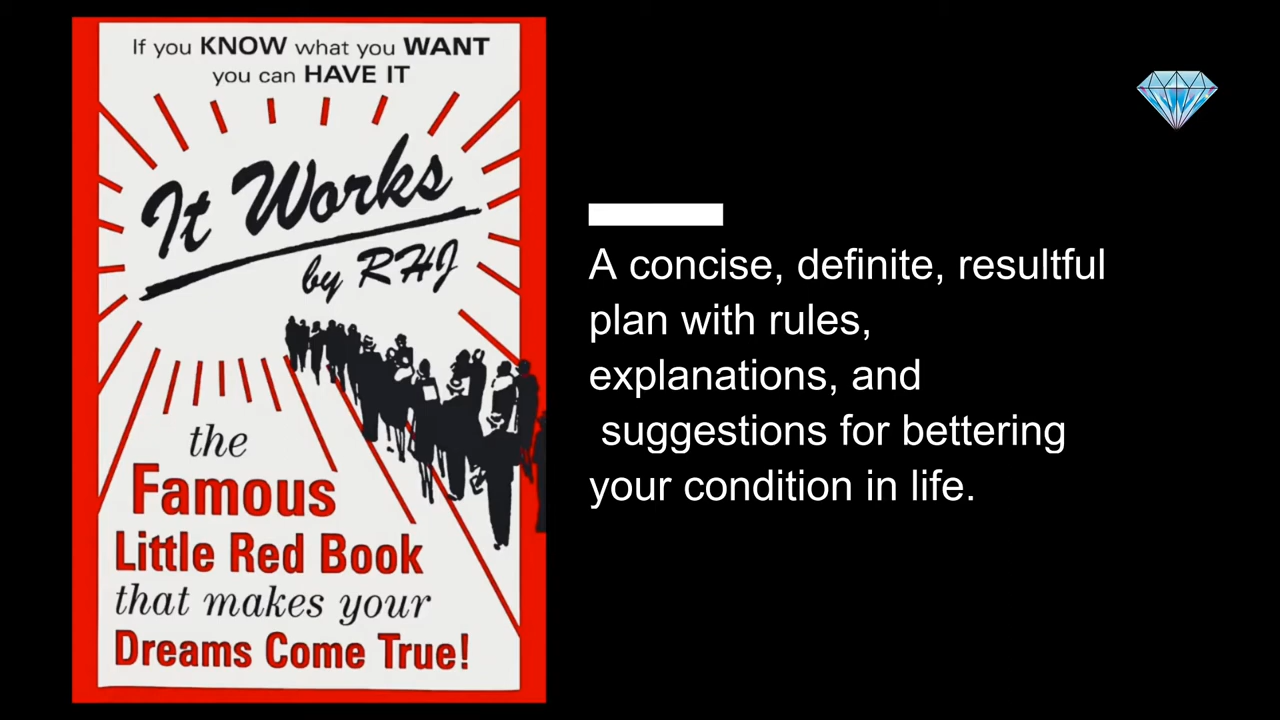 If you KNOW what you WANT
you can HAVE IT
It Works
by RHJ
the
Famous
Little Red Book
that makes your
Dreams Come True!
A concise, definite, resultful
plan with rules,
explanations, and
suggestions for bettering
your condition in life.